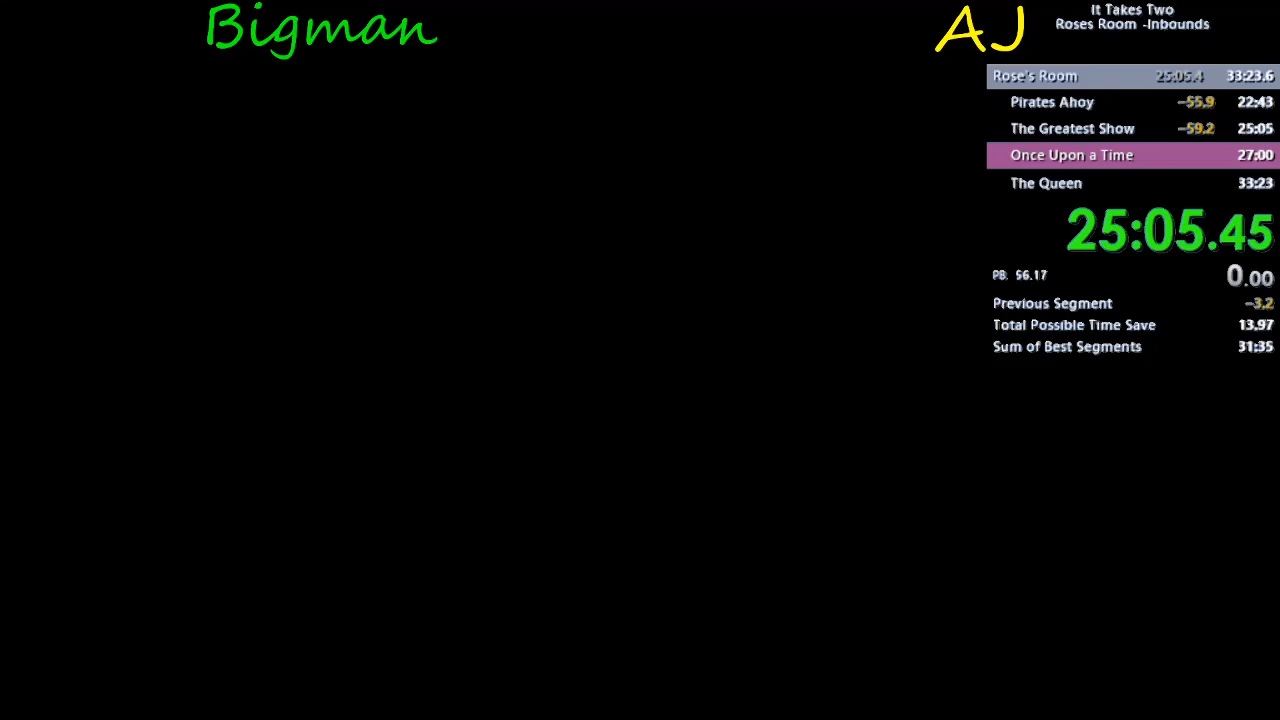 Bigman
AJ
It Takes Two
Roses Room -Inbounds
Rose's Room 25:05.4 33:23.6
Pirates Ahoy -55.9 22:43
The Greatest Show -59.2 25:05
Once Upon a Time 27:00
The Queen 33:23
25:05.45
PB: 56.17 0.00
Previous Segment -3.2
Total Possible Time Save 13.97
Sum of Best Segments 31:35